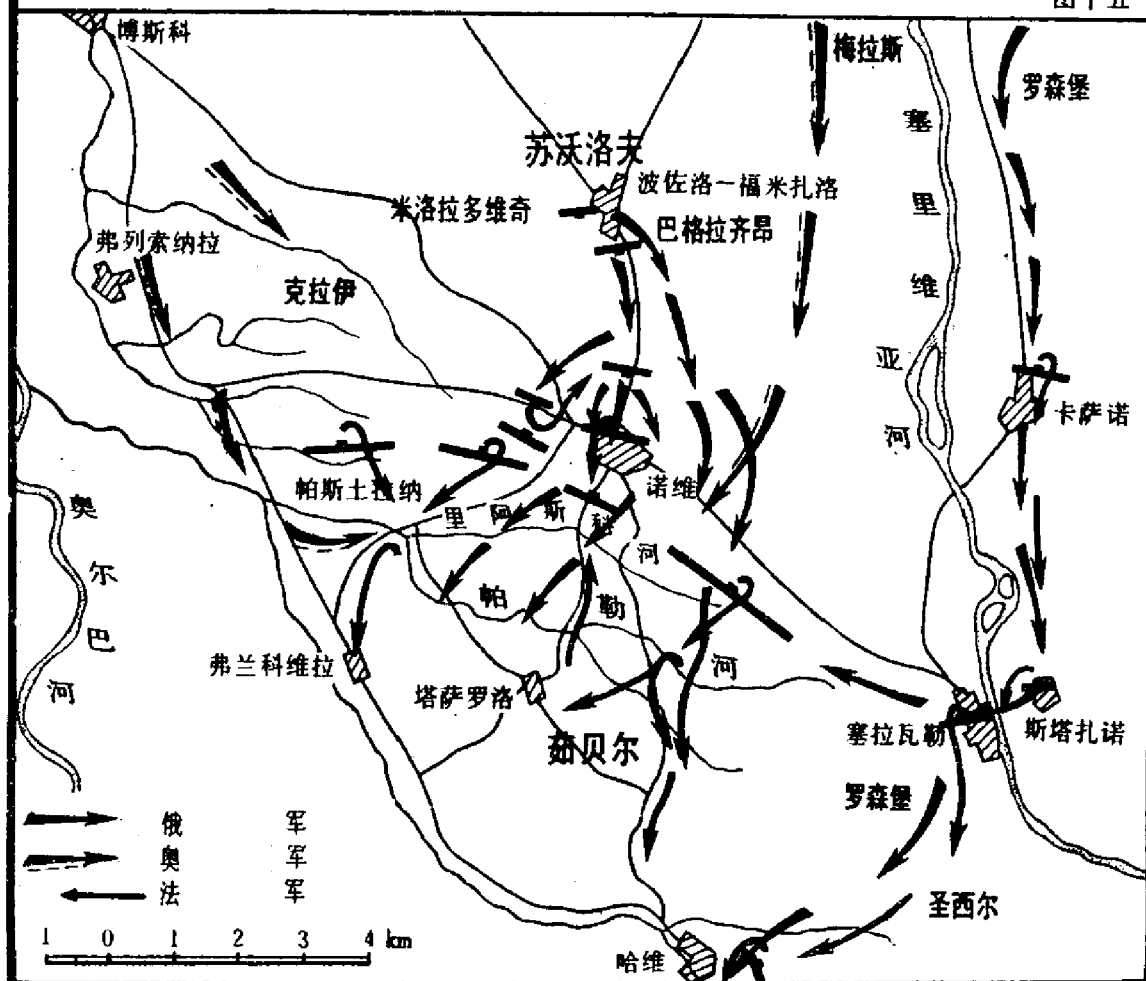 博斯科
梅拉斯
罗森堡
塞里维亚河
苏沃洛夫
波佐洛一福米扎洛
米洛拉多维奇
巴格拉齐昂
弗列索纳拉
克拉伊
卡萨诺
帕斯土拉纳
诺维
里阿斯科河
奥尔巴河
帕勒河
弗兰科维拉
塔萨罗洛
茹贝尔
塞拉瓦勒
斯塔扎诺
罗森堡
俄 军
奥 军
法 军
圣西尔
1 0 1 2 3 4 km
哈维